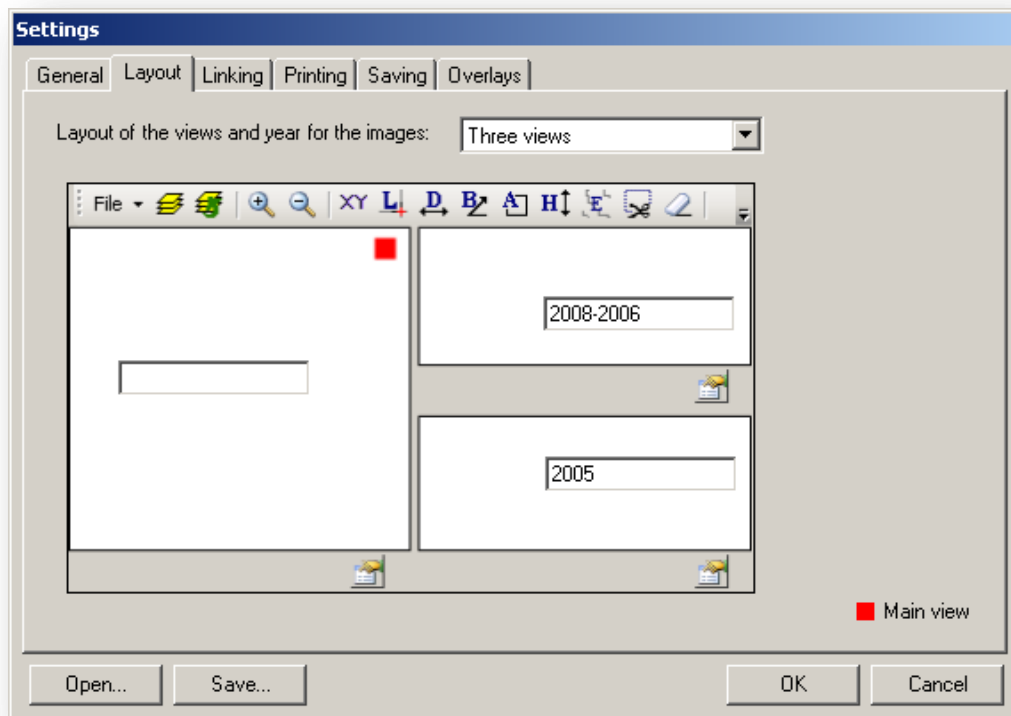 Settings
General Layout Linking Printing Saving Overlays
Layout of the views and year for the images: Three views
File XY L D B A H E
2008-2006
2005
Main view
Open... Save... OK Cancel